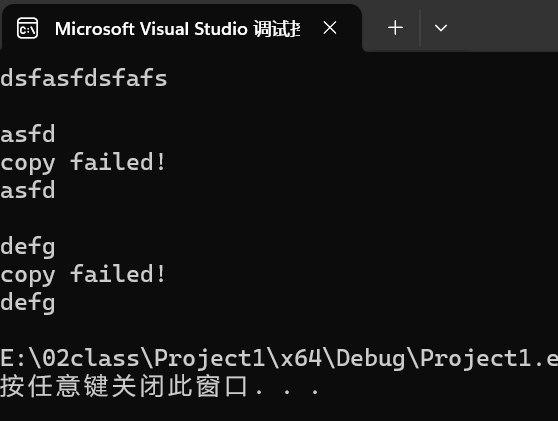 Microsoft Visual Studio 调试
dsfasfdsfafs
asfd
copy failed!
asfd
defg
copy failed!
defg
E:\02class\Project1\x64\Debug\Project1.e
按任意键关闭此窗口. . .